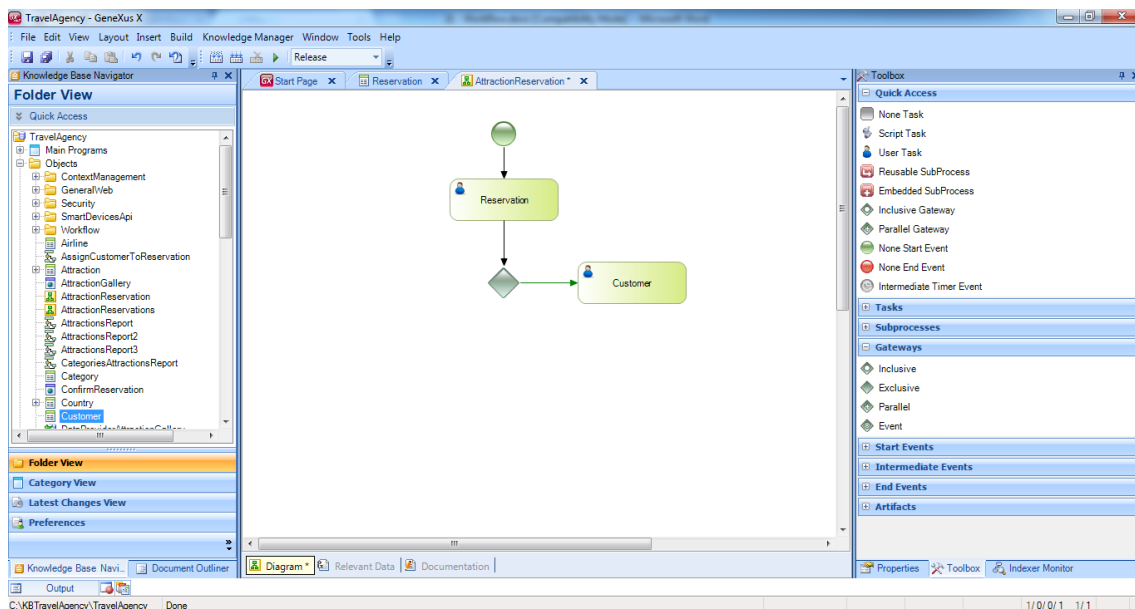 TravelAgency - GeneXus X
File Edit View Layout Insert Build Knowledge Manager Window Tools Help
Release
Knowledge Base Navigator
Folder View
Quick Access
TravelAgency
Main Programs
Objects
ContextManagement
GeneralWeb
Security
SmartDevicesApi
Workflow
Airline
AssignCustomerToReservation
Attraction
AttractionGallery
AttractionReservation
AttractionReservations
AttractionsReport
AttractionsReport2
AttractionsReport3
CategoriesAttractionsReport
Category
ConfirmReservation
Country
Customer
Folder View
Category View
Latest Changes View
Preferences
Knowledge Base Navi...
Document Outliner
Start Page
Reservation
AttractionReservation *
Reservation
Customer
Diagram *
Relevant Data
Documentation
Toolbox
Quick Access
None Task
Script Task
User Task
Reusable SubProcess
Embedded SubProcess
Inclusive Gateway
Parallel Gateway
None Start Event
None End Event
Intermediate Timer Event
Tasks
Subprocesses
Gateways
Inclusive
Exclusive
Parallel
Event
Start Events
Intermediate Events
End Events
Artifacts
Properties
Toolbox
Indexer Monitor
Output
C:\KBTravelAgency\TravelAgency Done
1/0/0/1 1/1